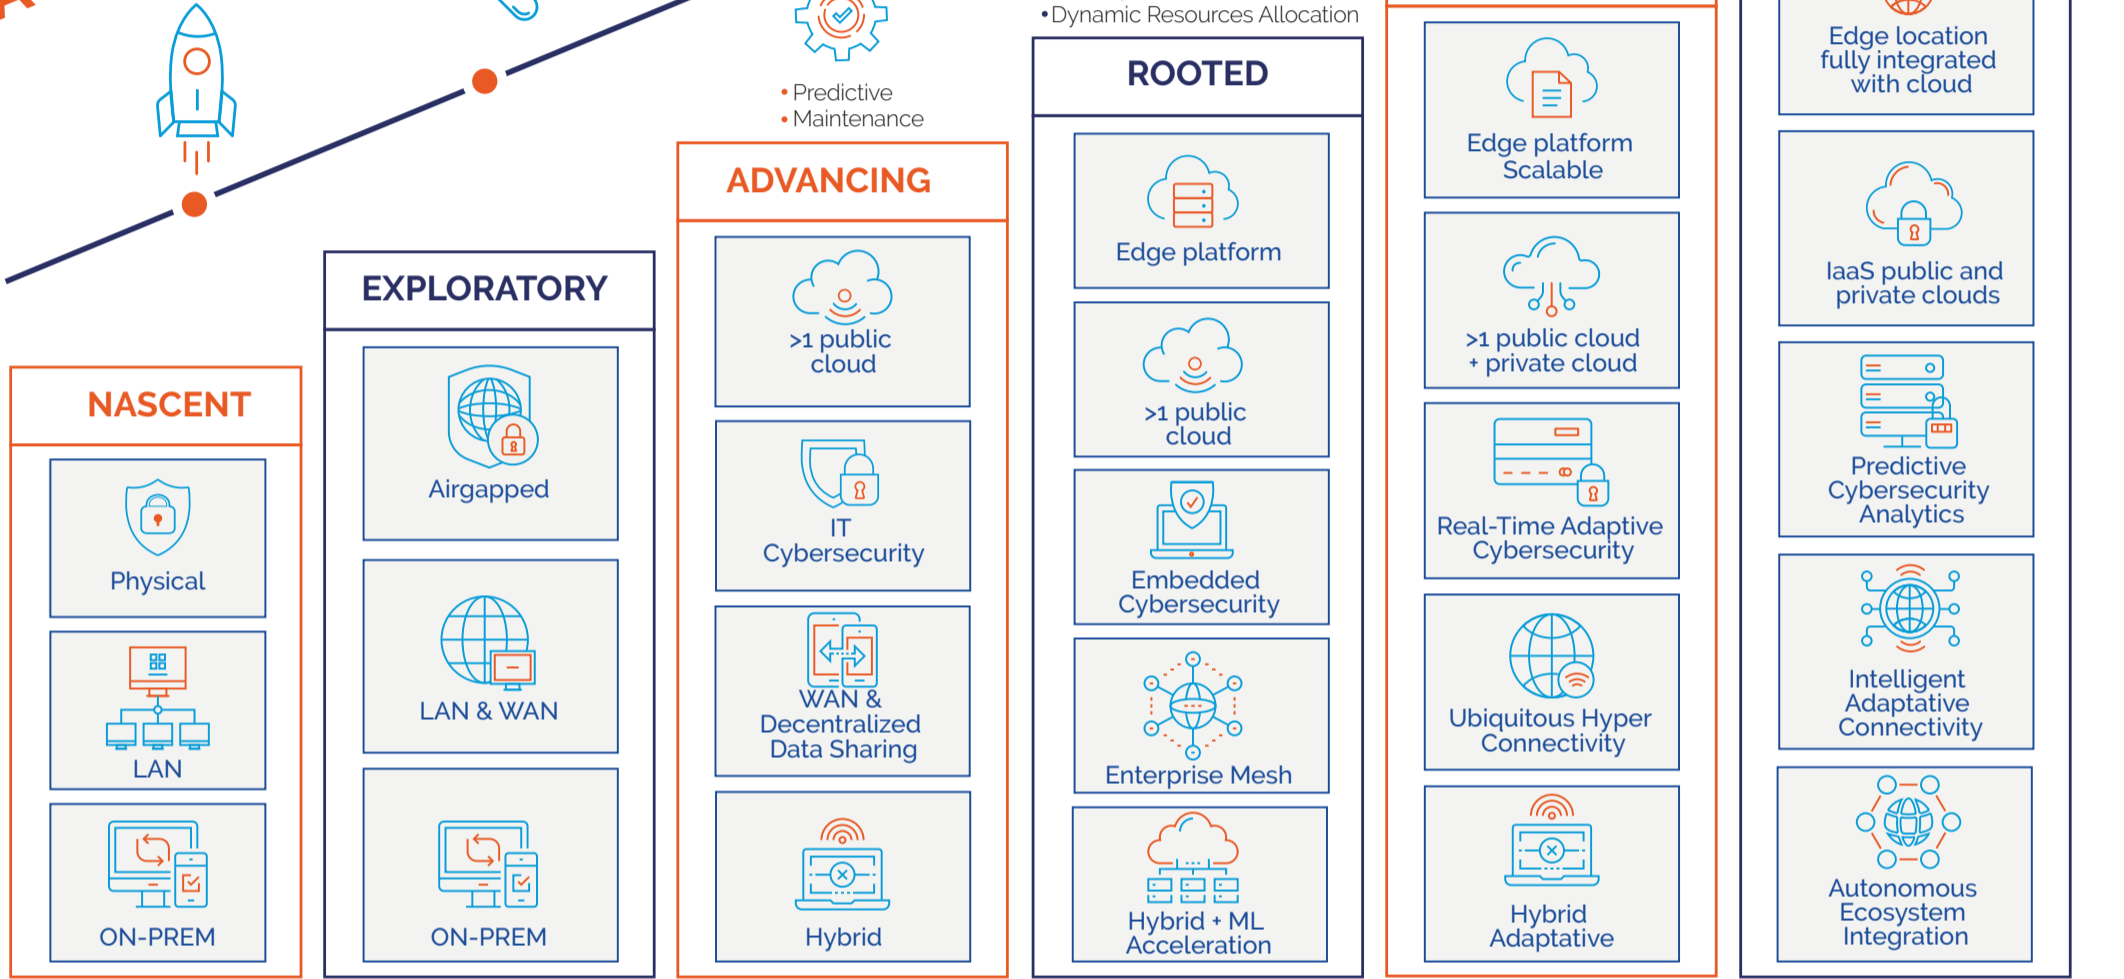 •Dynamic Resources Allocation
• Predictive
• Maintenance
NASCENT
Physical
LAN
ON-PREM
EXPLORATORY
Airgapped
LAN & WAN
ON-PREM
ADVANCING
>1 public
cloud
IT
Cybersecurity
WAN &
Decentralized
Data Sharing
Hybrid
ROOTED
Edge platform
>1 public
cloud
Embedded
Cybersecurity
Enterprise Mesh
Hybrid + ML
Acceleration
Edge platform
Scalable
>1 public cloud
+ private cloud
Real-Time Adaptive
Cybersecurity
Ubiquitous Hyper
Connectivity
Hybrid
Adaptative
Edge location
fully integrated
with cloud
IaaS public and
private clouds
Predictive
Cybersecurity
Analytics
Intelligent
Adaptative
Connectivity
Autonomous
Ecosystem
Integration